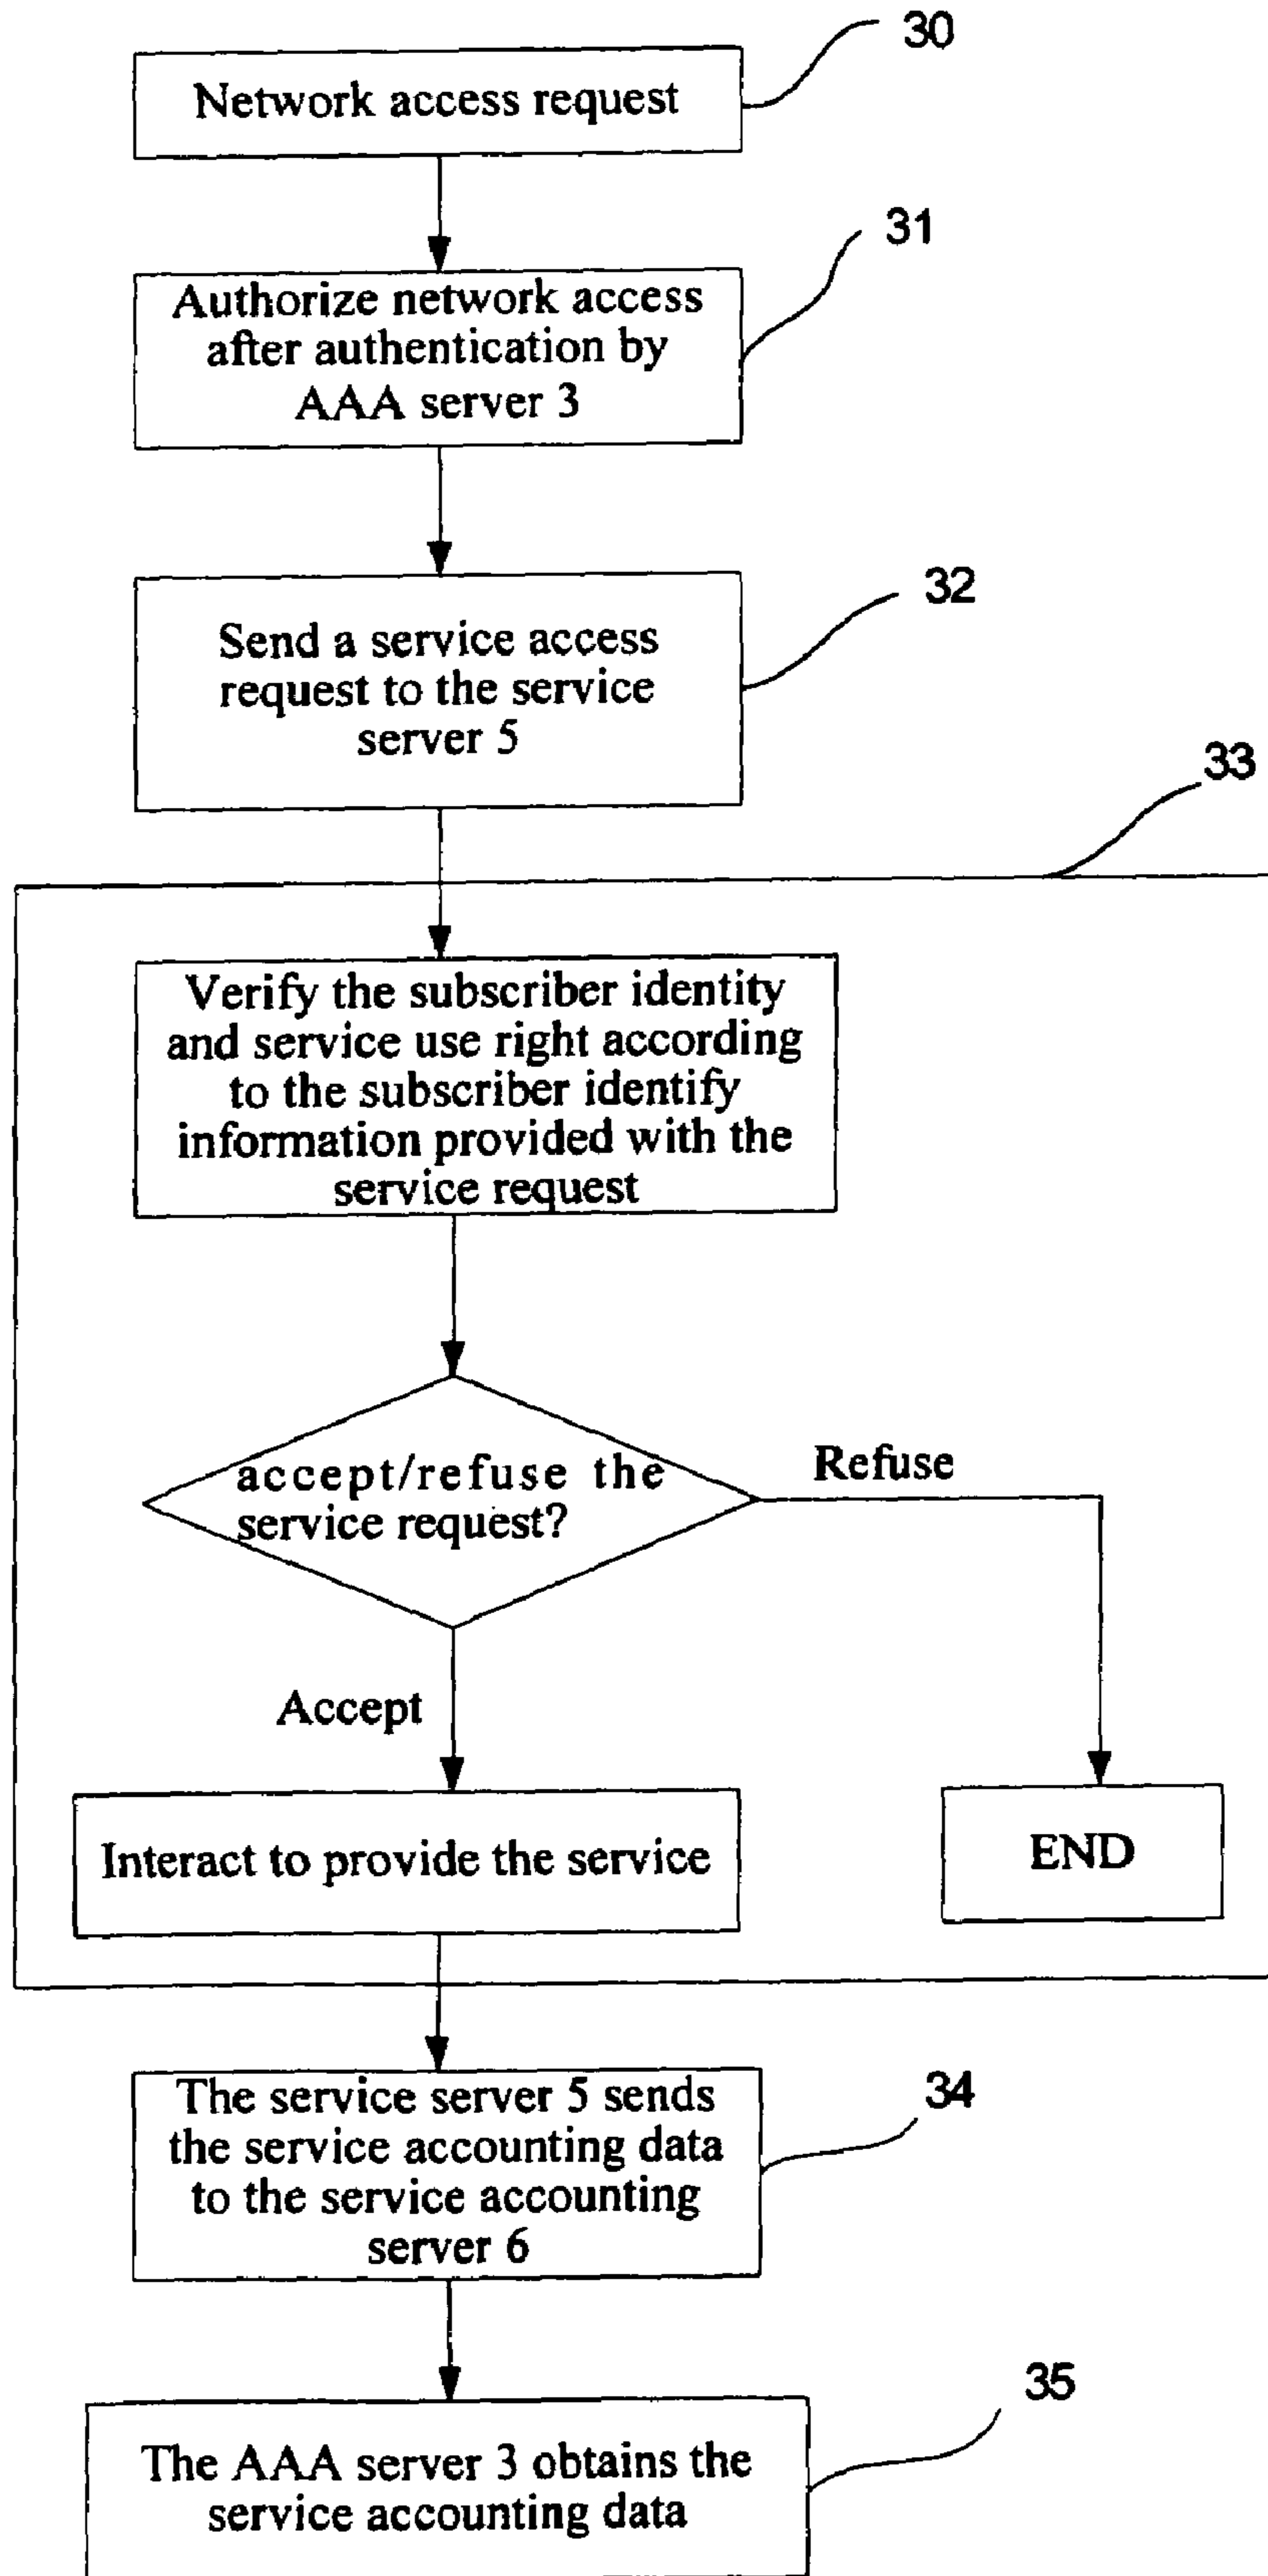 30
Network access request
31
Authorize network access
after authentication by
AAA server 3
32
Send a service access
request to the service
server 5
33
Verify the subscriber identity
and service use right according
to the subscriber identify
information provided with the
service request
accept/refuse the
service request?
Refuse
Accept
Interact to provide the service
END
The service server 5 sends
the service accounting data
to the service accounting
server 6
34
35
The AAA server 3 obtains the
service accounting data